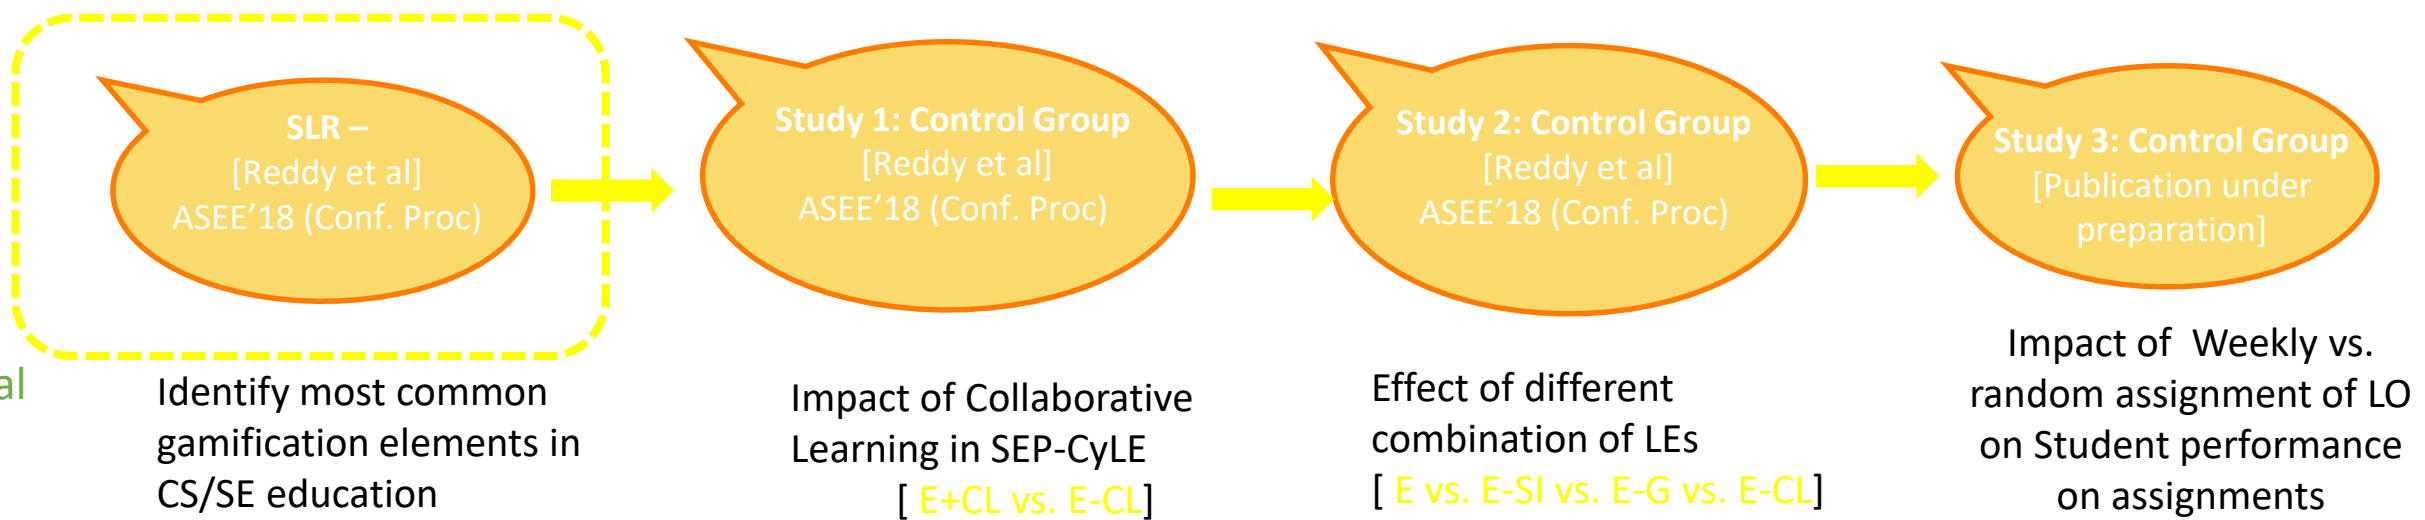 SLR –
[Reddy et al]
ASEE’18 (Conf. Proc)
Study 1: Control Group
[Reddy et al]
ASEE’18 (Conf. Proc)
Study 2: Control Group
[Reddy et al]
ASEE’18 (Conf. Proc)
Study 3: Control Group
[Publication under
preparation]
al
Identify most common
gamification elements in
CS/SE education
Impact of Collaborative
Learning in SEP-CyLE
[ E+CL vs. E-CL]
Effect of different
combination of LEs
[ E vs. E-SI vs. E-G vs. E-CL]
Impact of Weekly vs.
random assignment of LO
on Student performance
on assignments